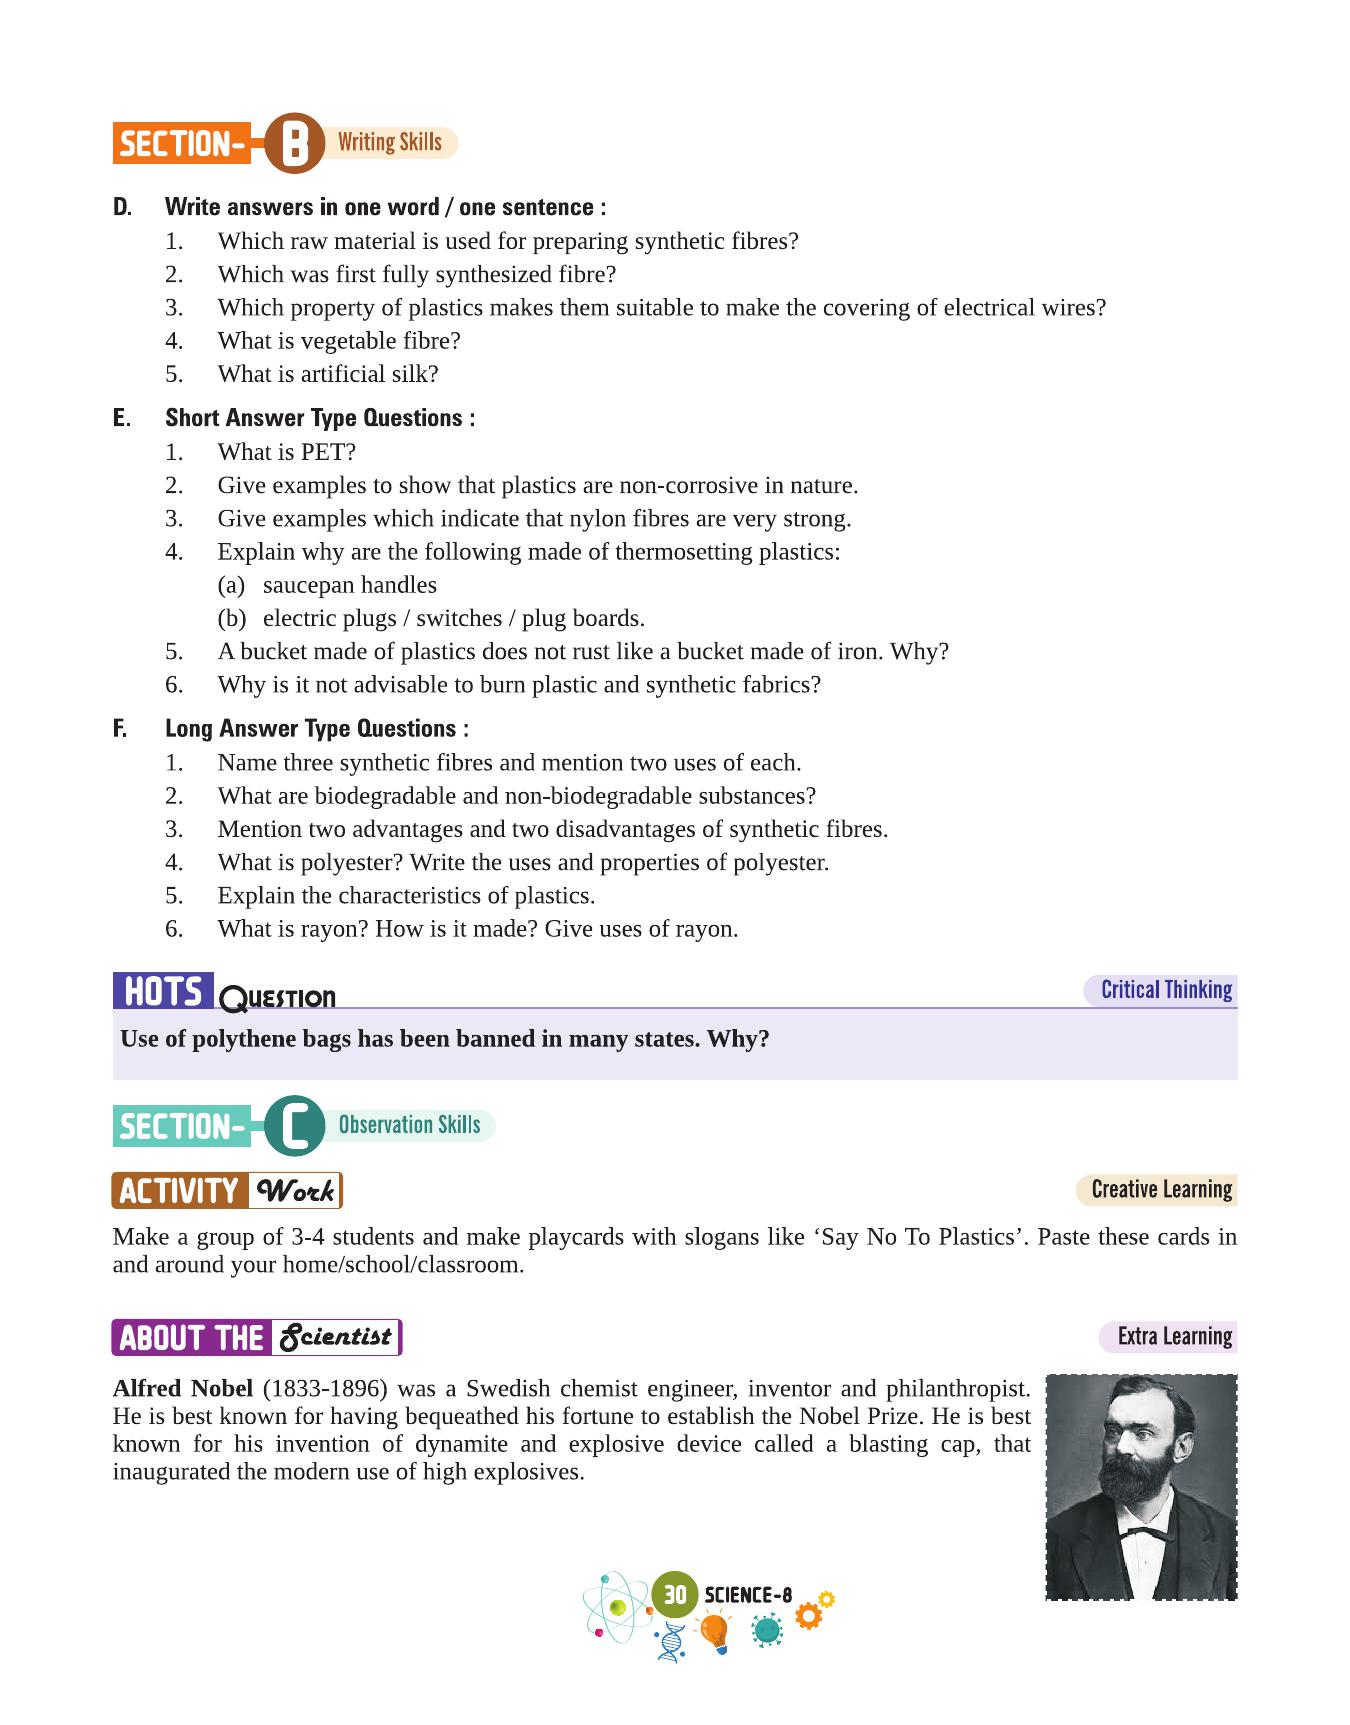 SECTION- B Writing Skills
D. Write answers in one word / one sentence :
1. Which raw material is used for preparing synthetic fibres?
2. Which was first fully synthesized fibre?
3. Which property of plastics makes them suitable to make the covering of electrical wires?
4. What is vegetable fibre?
5. What is artificial silk?
E. Short Answer Type Questions :
1. What is PET?
2. Give examples to show that plastics are non-corrosive in nature.
3. Give examples which indicate that nylon fibres are very strong.
4. Explain why are the following made of thermosetting plastics:
(a) saucepan handles
(b) electric plugs / switches / plug boards.
5. A bucket made of plastics does not rust like a bucket made of iron. Why?
6. Why is it not advisable to burn plastic and synthetic fabrics?
F. Long Answer Type Questions :
1. Name three synthetic fibres and mention two uses of each.
2. What are biodegradable and non-biodegradable substances?
3. Mention two advantages and two disadvantages of synthetic fibres.
4. What is polyester? Write the uses and properties of polyester.
5. Explain the characteristics of plastics.
6. What is rayon? How is it made? Give uses of rayon.
HOTS QUESTION Critical Thinking
Use of polythene bags has been banned in many states. Why?
SECTION- C Observation Skills
ACTIVITY Work Creative Learning
Make a group of 3-4 students and make playcards with slogans like ‘Say No To Plastics’. Paste these cards in
and around your home/school/classroom.
ABOUT THE Scientist Extra Learning
Alfred Nobel (1833-1896) was a Swedish chemist engineer, inventor and philanthropist.
He is best known for having bequeathed his fortune to establish the Nobel Prize. He is best
known for his invention of dynamite and explosive device called a blasting cap, that
inaugurated the modern use of high explosives.
30 SCIENCE-8